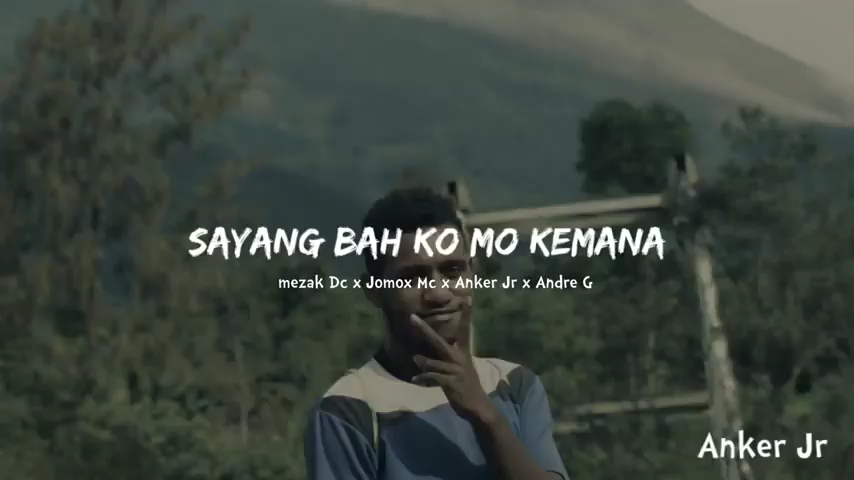 SAYANG BAH KO MO KEMANA
mezak Dc x Jomox Mc x Anker Jr x Andre G
Anker Jr